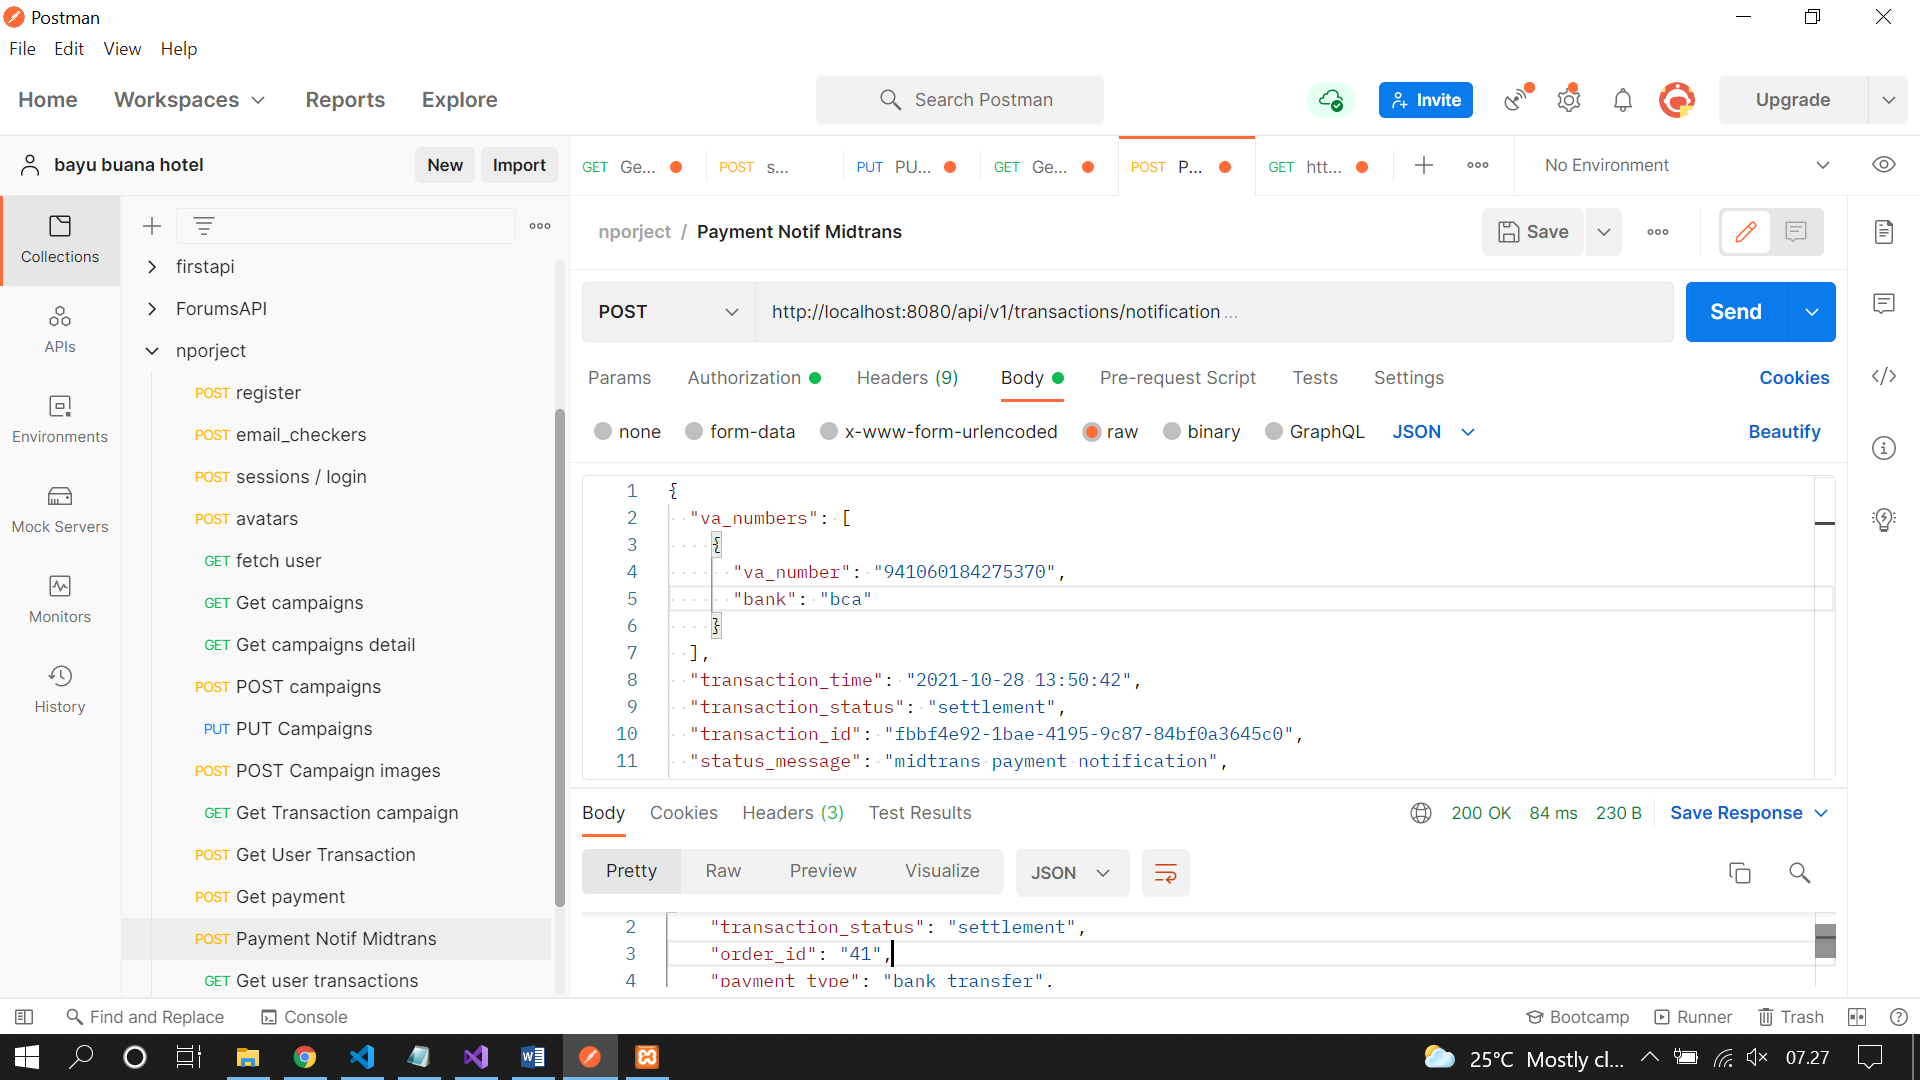 Postman
File Edit View Help
Home Workspaces Reports Explore
Search Postman
Invite
Upgrade
bayu buana hotel
New Import
GET Ge...
POST s...
PUT PU...
GET Ge...
POST P...
GET htt...
No Environment
Collections
APIs
Environments
Mock Servers
Monitors
History
firstapi
ForumsAPI
nporject
POST register
POST email_checkers
POST sessions / login
POST avatars
GET fetch user
GET Get campaigns
GET Get campaigns detail
POST POST campaigns
PUT PUT Campaigns
POST POST Campaign images
GET Get Transaction campaign
POST Get User Transaction
POST Get payment
POST Payment Notif Midtrans
GET Get user transactions
nporject / Payment Notif Midtrans
Save
POST
http://localhost:8080/api/v1/transactions/notification ...
Send
Params Authorization Headers (9) Body Pre-request Script Tests Settings
Cookies
none form-data x-www-form-urlencoded raw binary GraphQL JSON
Beautify
1 {
2 "va_numbers": [
3 {
4 "va_number": "941060184275370",
5 "bank": "bca"
6 }
7 ],
8 "transaction_time": "2021-10-28 13:50:42",
9 "transaction_status": "settlement",
10 "transaction_id": "fbbf4e92-1bae-4195-9c87-84bf0a3645c0",
11 "status_message": "midtrans payment notification",
Body Cookies Headers (3) Test Results
200 OK 84 ms 230 B
Save Response
Pretty Raw Preview Visualize
JSON
2 "transaction_status": "settlement",
3 "order_id": "41",
4 "payment_type": "bank_transfer",
Find and Replace Console
Bootcamp Runner Trash
25°C Mostly cl... 07.27